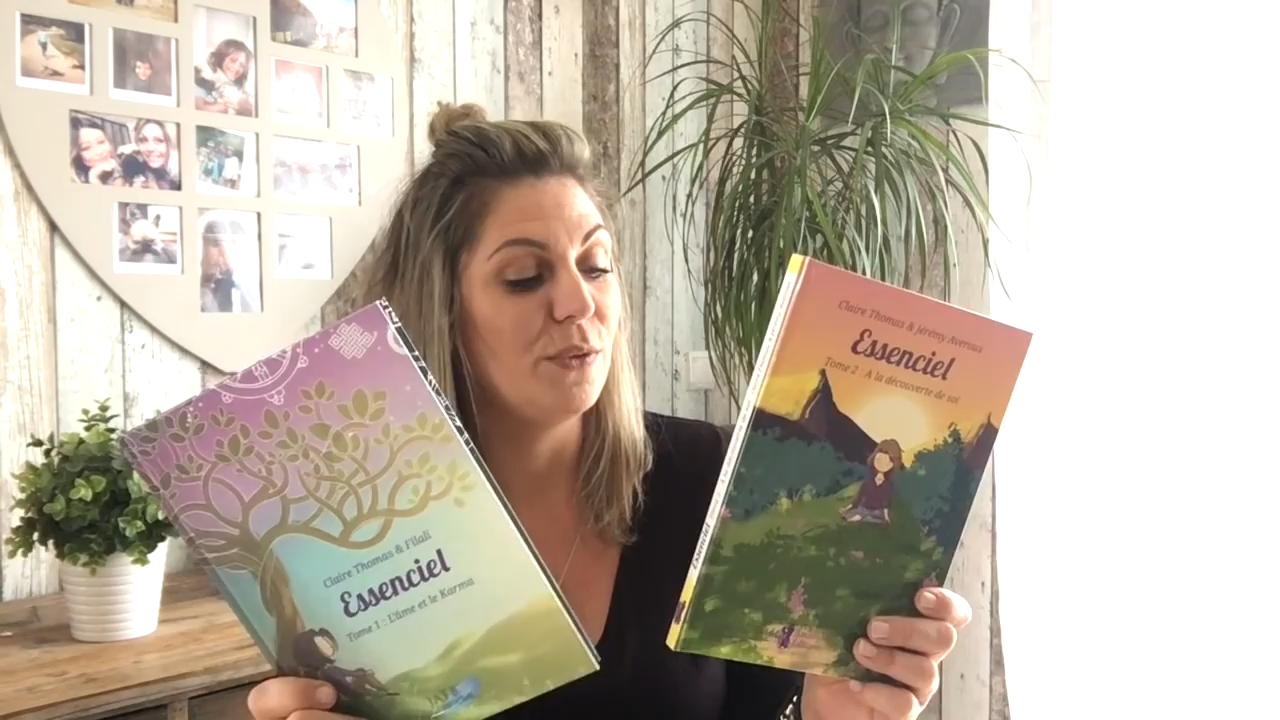 Claire Thomas & Filali
Essenciel
Tome 1 : L'âme et le Karma
Claire Thomas & Jérémy Averous
Essenciel
Tome 2 : A la découverte de soi
Essenciel